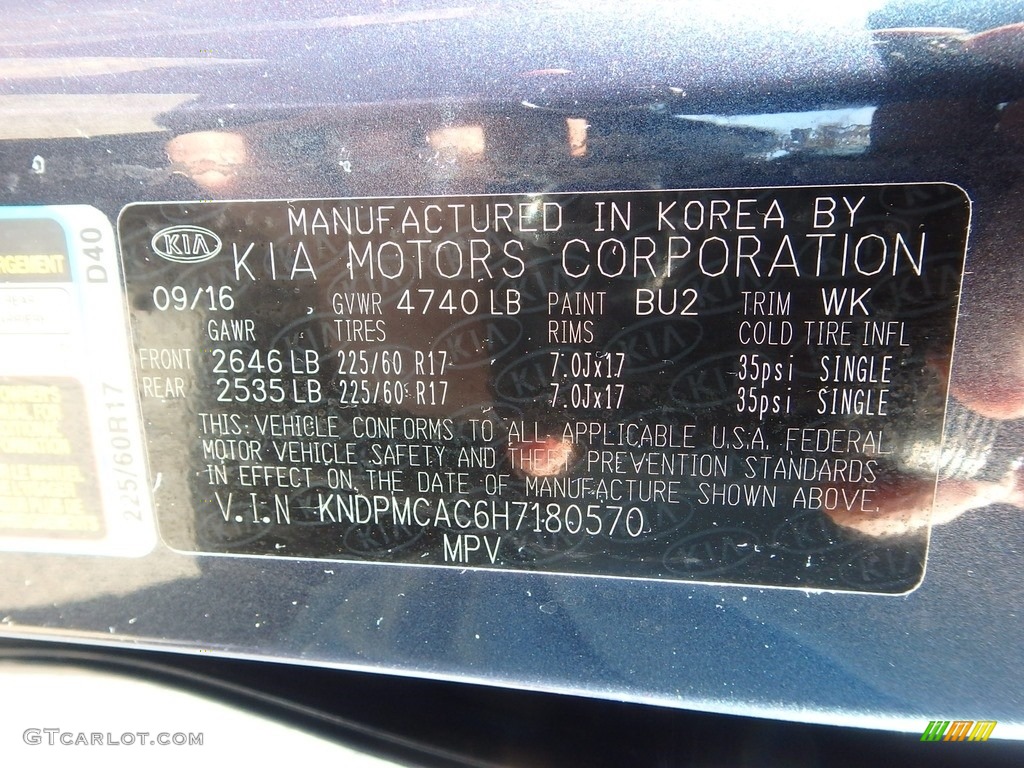 MANUFACTURED IN KOREA BY
KIA KIA MOTORS CORPORATION
09/16 GVWR 4740 LB PAINT BU2 TRIM WK
GAWR TIRES RIMS COLD TIRE INFL
FRONT 2646 LB 225/60 R17 7.0Jx17 35psi SINGLE
REAR 2535 LB 225/60 R17 7.0Jx17 35psi SINGLE
THIS VEHICLE CONFORMS TO ALL APPLICABLE U.S.A. FEDERAL
MOTOR VEHICLE SAFETY AND THEFT PREVENTION STANDARDS
IN EFFECT ON THE DATE OF MANUFACTURE SHOWN ABOVE.
V.I.N KNDPMCAC6H7180570
MPV
D40
225/60R17
GTcarlot.com